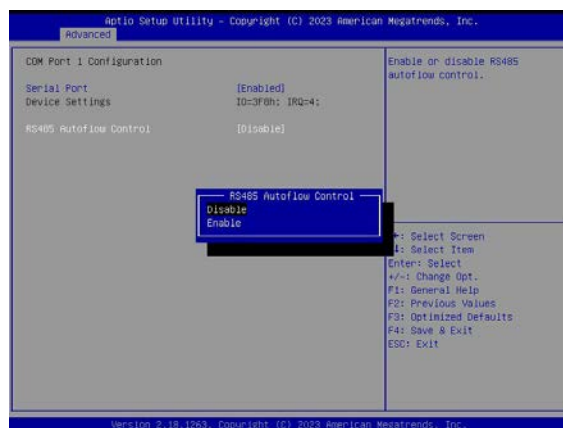 Aptio Setup Utility - Copyright (C) 2023 American Megatrends, Inc.
Advanced
COM Port 1 Configuration
Serial Port [Enabled]
Device Settings IO=3F8h; IRQ=4;
RS485 Autoflow Control [Disable]
Enable or disable RS485
autoflow control.
RS485 Autoflow Control
Disable
Enable
: Select Screen
: Select Item
Enter: Select
+/-: Change Opt.
F1: General Help
F2: Previous Values
F3: Optimized Defaults
F4: Save & Exit
ESC: Exit
Version 2.18.1263. Copyright (C) 2023 American Megatrends, Inc.